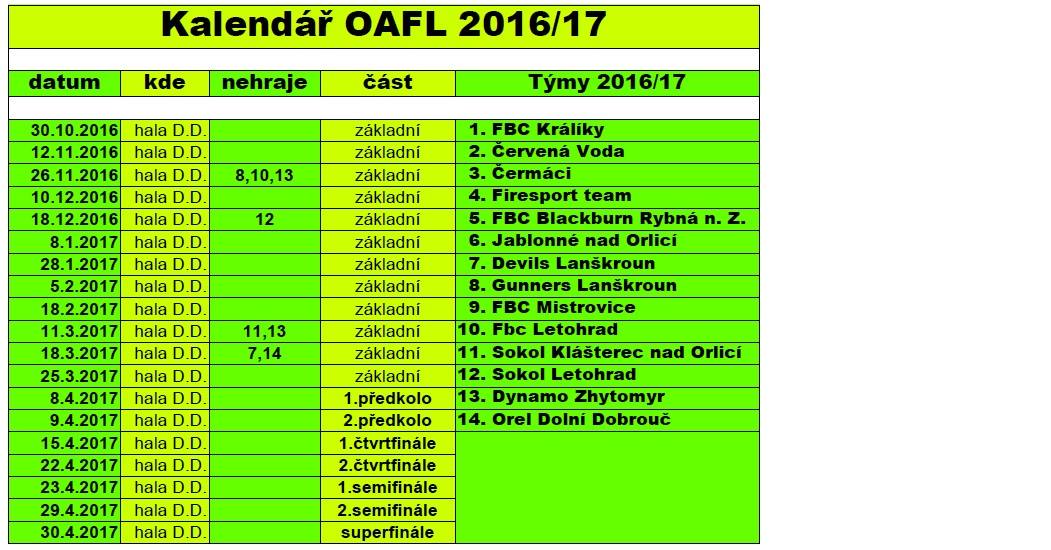 Kalendář OAFL 2016/17
datum kde nehraje část Týmy 2016/17
30.10.2016 hala D.D. základní 1. FBC Králíky
12.11.2016 hala D.D. základní 2. Červená Voda
26.11.2016 hala D.D. 8,10,13 základní 3. Čermáci
10.12.2016 hala D.D. základní 4. Firesport team
18.12.2016 hala D.D. 12 základní 5. FBC Blackburn Rybná n. Z.
8.1.2017 hala D.D. základní 6. Jablonné nad Orlicí
28.1.2017 hala D.D. základní 7. Devils Lanškroun
5.2.2017 hala D.D. základní 8. Gunners Lanškroun
18.2.2017 hala D.D. základní 9. FBC Mistrovice
11.3.2017 hala D.D. 11,13 základní 10. Fbc Letohrad
18.3.2017 hala D.D. 7,14 základní 11. Sokol Klášterec nad Orlicí
25.3.2017 hala D.D. základní 12. Sokol Letohrad
8.4.2017 hala D.D. 1.předkolo 13. Dynamo Zhytomyr
9.4.2017 hala D.D. 2.předkolo 14. Orel Dolní Dobrouč
15.4.2017 hala D.D. 1.čtvrtfinále
22.4.2017 hala D.D. 2.čtvrtfinále
23.4.2017 hala D.D. 1.semifinále
29.4.2017 hala D.D. 2.semifinále
30.4.2017 hala D.D. superfinále